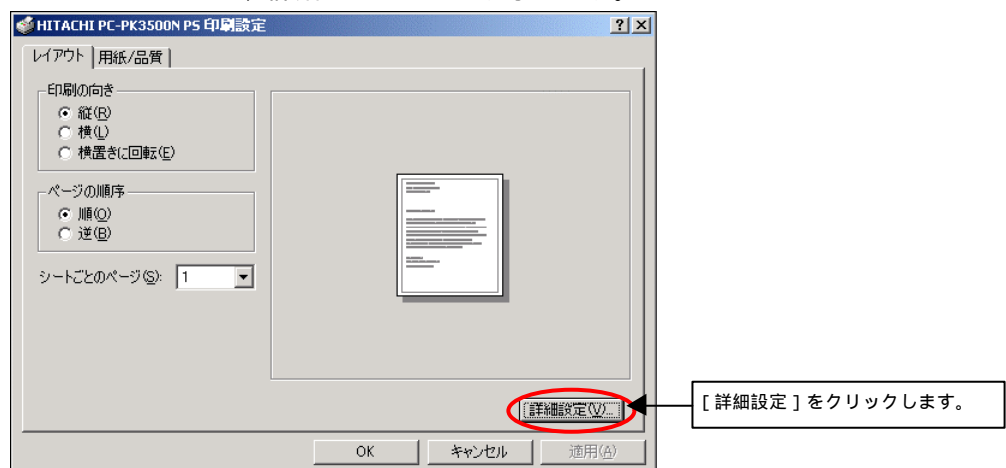 HITACHI PC-PK3500N PS 印刷設定
レイアウト 用紙/品質
印刷の向き
縦(R)
横(L)
横置きに回転(E)
ページの順序
順(O)
逆(B)
シートごとのページ(S): 1
詳細設定(V)...
[ 詳細設定 ] をクリックします。
OK キャンセル 適用(A)